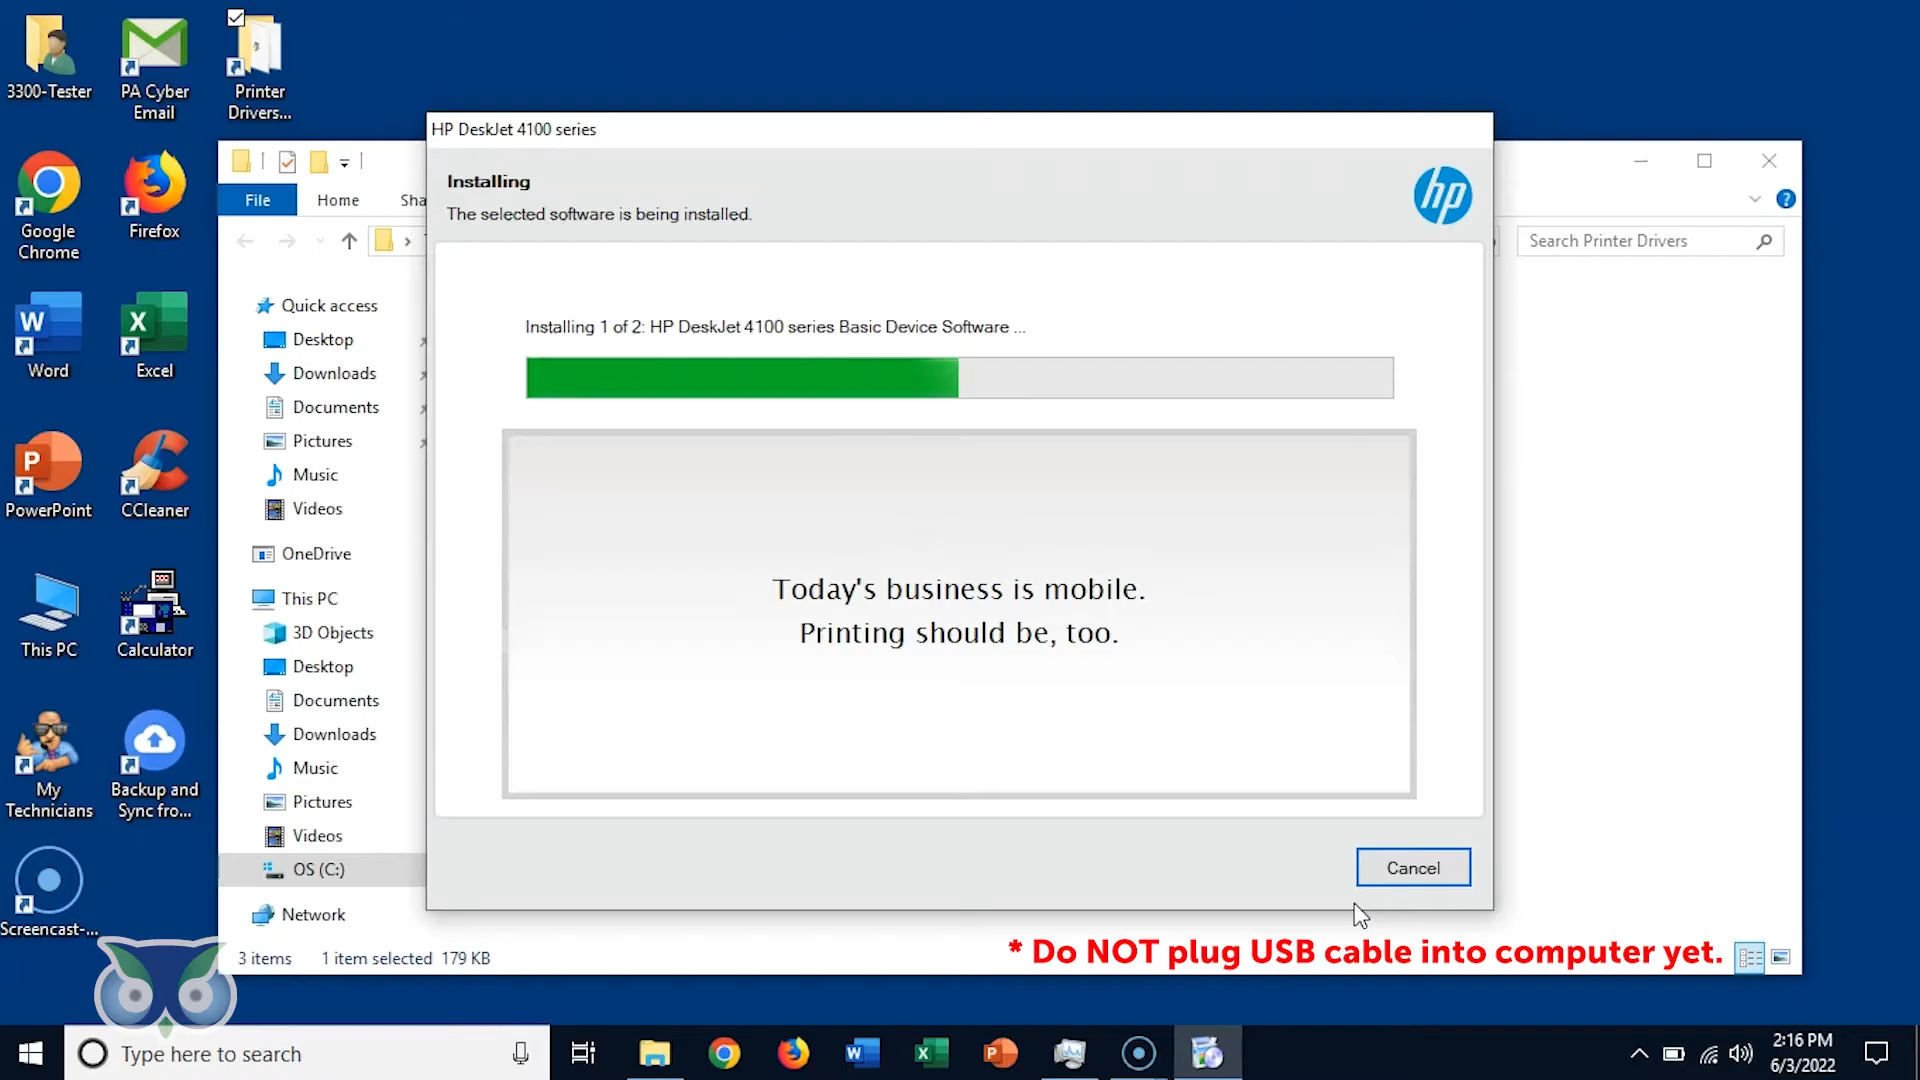 3300-Tester
PA Cyber
Email
Printer
Drivers...
Google
Chrome
Firefox
Word
Excel
PowerPoint
CCleaner
This PC
Calculator
My
Technicians
Backup and
Sync fro...
Screencast-...
File
Home
Sha
Search Printer Drivers
Quick access
Desktop
Downloads
Documents
Pictures
Music
Videos
OneDrive
This PC
3D Objects
Desktop
Documents
Downloads
Music
Pictures
Videos
OS (C:)
Network
3 items 1 item selected 179 KB
HP DeskJet 4100 series
Installing
The selected software is being installed.
hp
Installing 1 of 2: HP DeskJet 4100 series Basic Device Software ...
Today's business is mobile.
Printing should be, too.
Cancel
* Do NOT plug USB cable into computer yet.
Type here to search
2:16 PM
6/3/2022